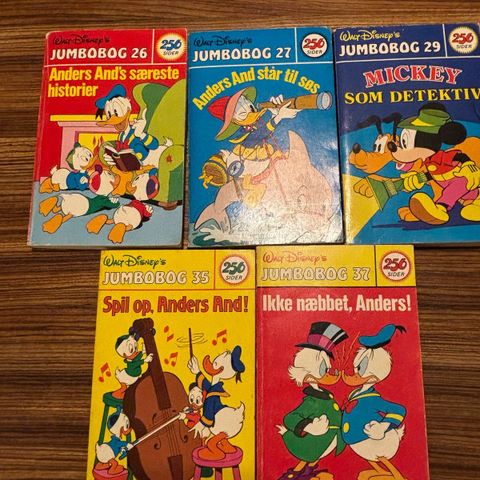 Walt Disney's
JUMBOBOG 26
256
SIDER
Anders And's særeste
historier
Walt Disney's
JUMBOBOG 27
256
SIDER
Anders And står til søs
Walt Disney's
JUMBOBOG 29
256
SIDER
MICKEY
SOM DETEKTIV
Walt Disney's
JUMBOBOG 35
256
SIDER
Spil op, Anders And!
Walt Disney's
JUMBOBOG 37
256
SIDER
Ikke næbbet, Anders!